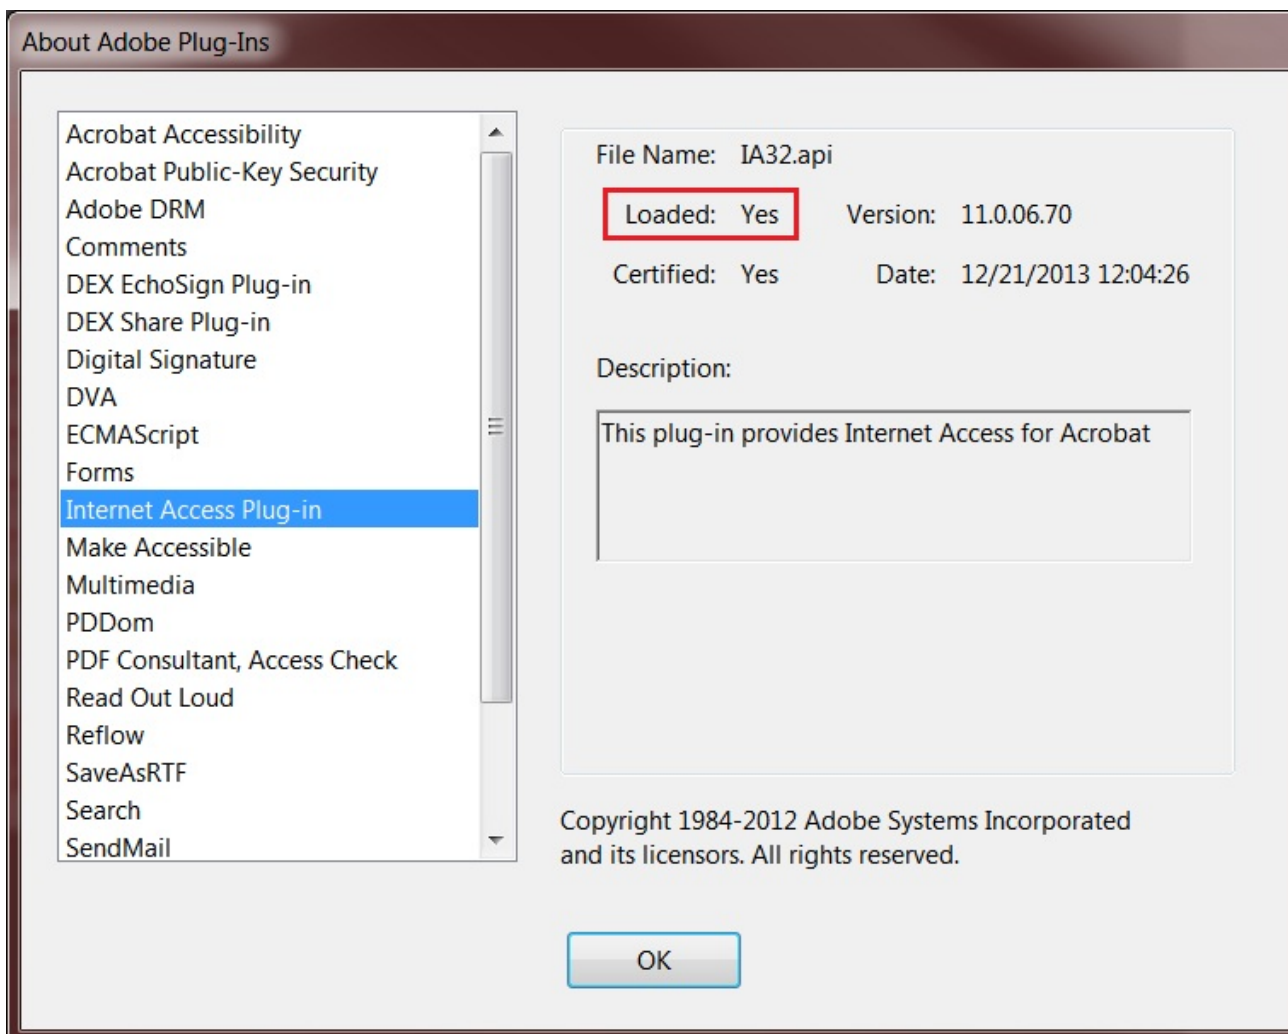 About Adobe Plug-Ins
Acrobat Accessibility
Acrobat Public-Key Security
Adobe DRM
Comments
DEX EchoSign Plug-in
DEX Share Plug-in
Digital Signature
DVA
ECMAScript
Forms
Internet Access Plug-in
Make Accessible
Multimedia
PDDom
PDF Consultant, Access Check
Read Out Loud
Reflow
SaveAsRTF
Search
SendMail
File Name: IA32.api
Loaded: Yes Version: 11.0.06.70
Certified: Yes Date: 12/21/2013 12:04:26
Description:
This plug-in provides Internet Access for Acrobat
Copyright 1984-2012 Adobe Systems Incorporated
and its licensors. All rights reserved.
OK